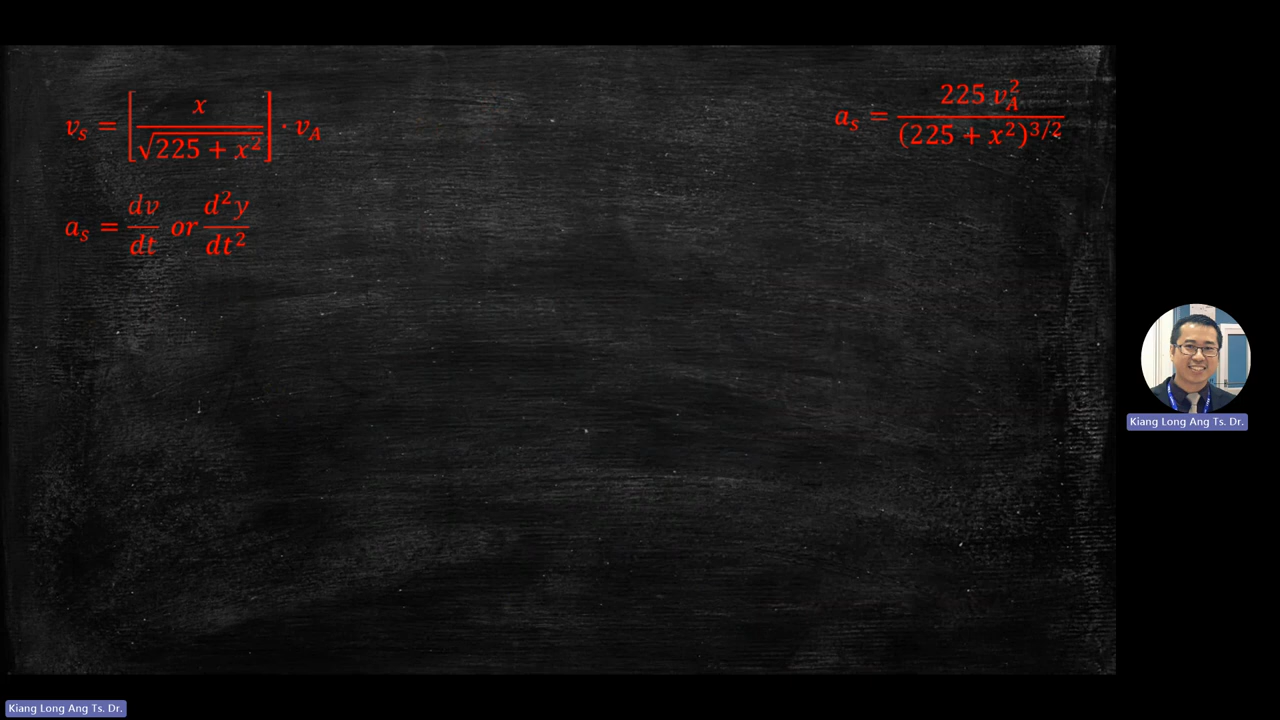 v_s = [x / √(225 + x²)] · v_A
a_s = dv/dt or d²y/dt²
a_s = 225 v_A² / (225 + x²)^{3/2}
Kiang Long Ang Ts. Dr.
Kiang Long Ang Ts. Dr.